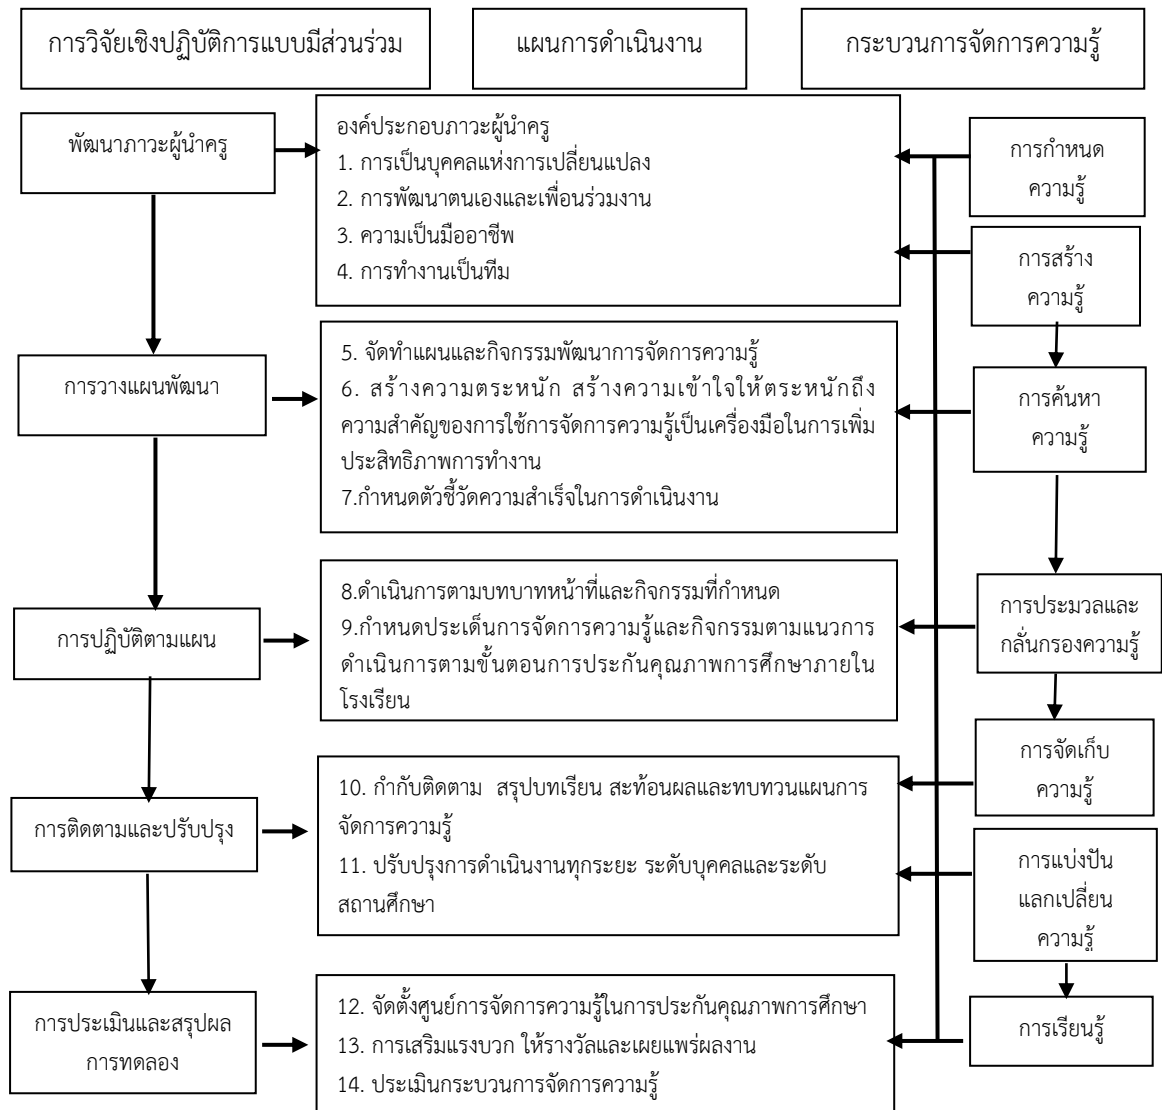 การวิจัยเชิงปฏิบัติการแบบมีส่วนร่วม
แผนการดำเนินงาน
กระบวนการจัดการความรู้
พัฒนาภาวะผู้นำครู
องค์ประกอบภาวะผู้นำครู
1. การเป็นบุคคลแห่งการเปลี่ยนแปลง
2. การพัฒนาตนเองและเพื่อนร่วมงาน
3. ความเป็นมืออาชีพ
4. การทำงานเป็นทีม
การกำหนด
ความรู้
การสร้าง
ความรู้
การวางแผนพัฒนา
5. จัดทำแผนและกิจกรรมพัฒนาการจัดการความรู้
6. สร้างความตระหนัก สร้างความเข้าใจให้ตระหนักถึง
ความสำคัญของการใช้การจัดการความรู้เป็นเครื่องมือในการเพิ่ม
ประสิทธิภาพการทำงาน
7.กำหนดตัวชี้วัดความสำเร็จในการดำเนินงาน
การค้นหา
ความรู้
การปฏิบัติตามแผน
8.ดำเนินการตามบทบาทหน้าที่และกิจกรรมที่กำหนด
9.กำหนดประเด็นการจัดการความรู้และกิจกรรมตามแนวการ
ดำเนินการตามขั้นตอนการประกันคุณภาพการศึกษาภายใน
โรงเรียน
การประมวลและ
กลั่นกรองความรู้
การจัดเก็บ
ความรู้
การติดตามและปรับปรุง
10. กำกับติดตาม  สรุปบทเรียน สะท้อนผลและทบทวนแผนการ
จัดการความรู้
11. ปรับปรุงการดำเนินงานทุกระยะ ระดับบุคคลและระดับ
สถานศึกษา
การแบ่งปัน
แลกเปลี่ยน
ความรู้
การประเมินและสรุปผล
การทดลอง
12. จัดตั้งศูนย์การจัดการความรู้ในการประกันคุณภาพการศึกษา
13. การเสริมแรงบวก ให้รางวัลและเผยแพร่ผลงาน
14. ประเมินกระบวนการจัดการความรู้
การเรียนรู้